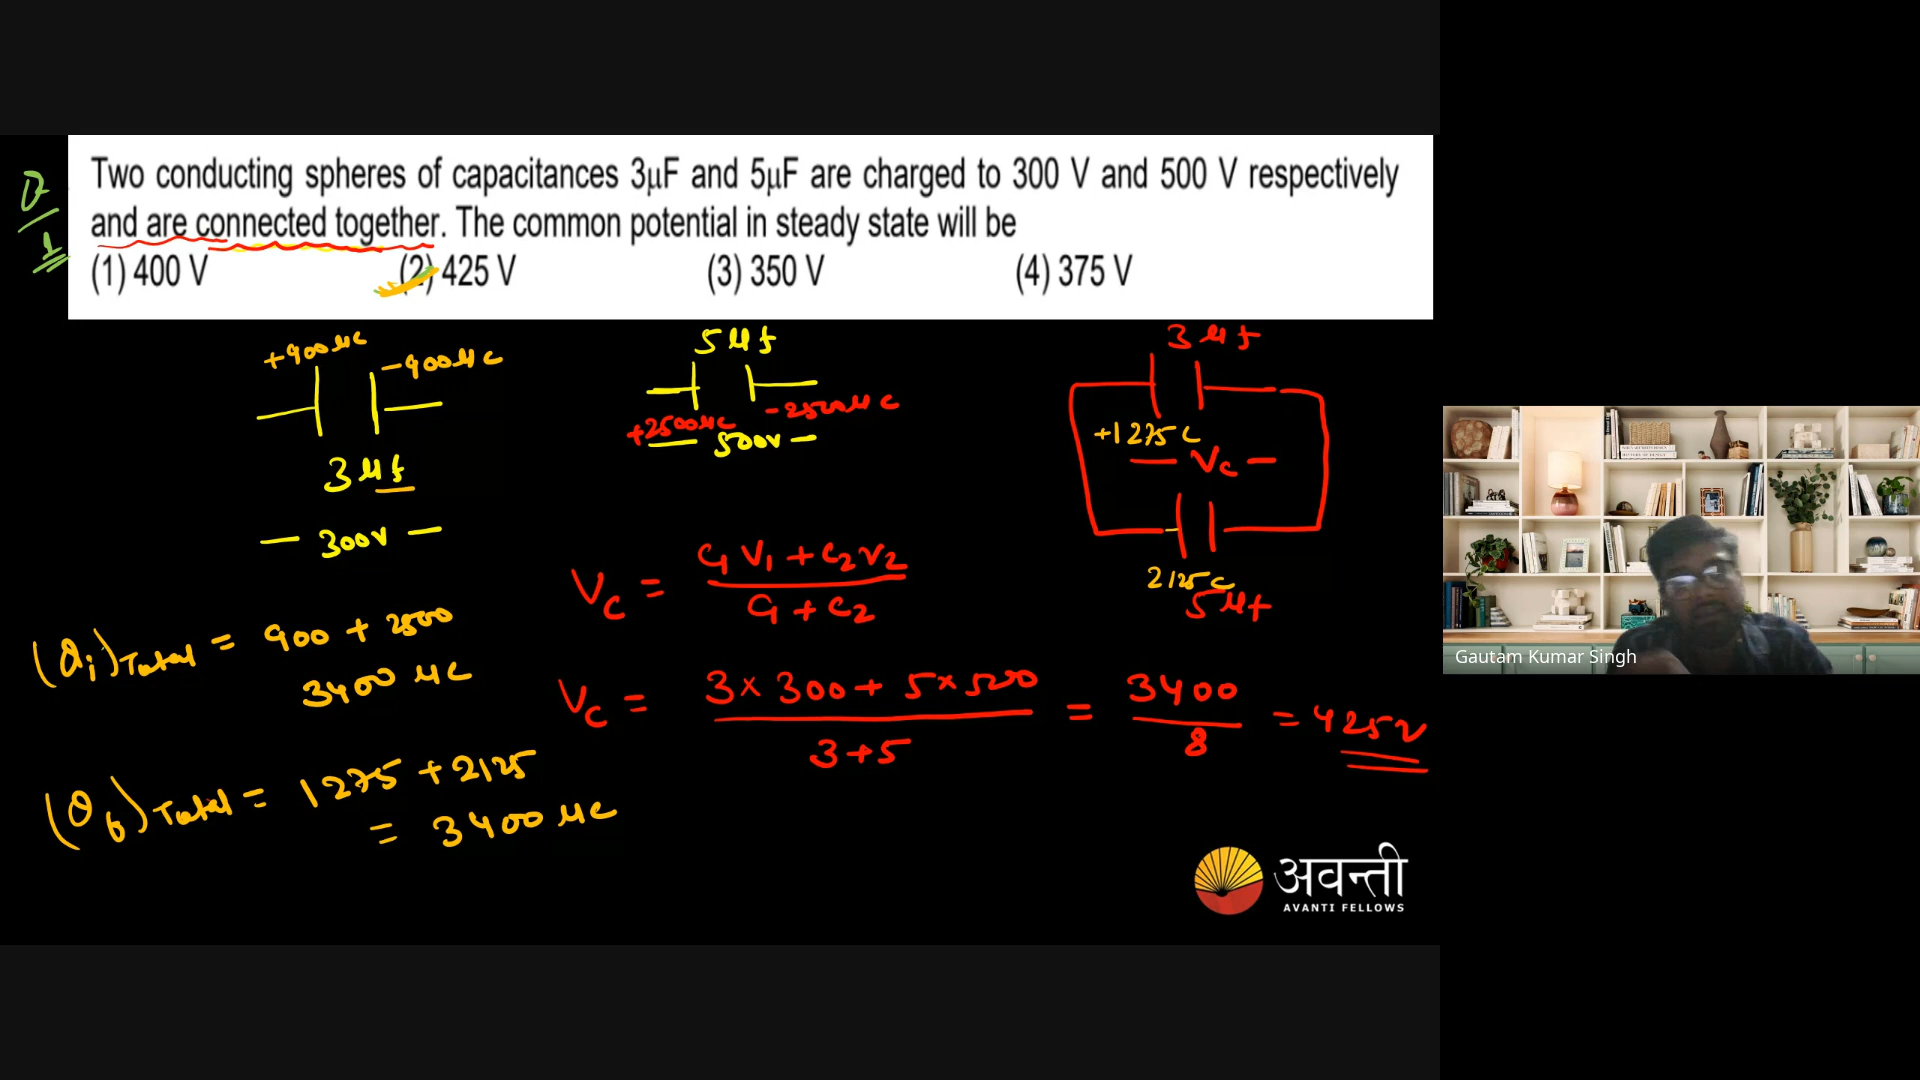 Q
1
Two conducting spheres of capacitances 3μF and 5μF are charged to 300 V and 500 V respectively
and are connected together. The common potential in steady state will be
(1) 400 V (2) 425 V (3) 350 V (4) 375 V
+900μC
-900μC
3μf
300v
5μf
+2500μC
-2500μC
500v
3μf
+1275C
Vc
2125C
5μf
Vc = C1V1 + C2V2
C1 + C2
(Qi)Total = 900 + 2500
3400 μC
Vc = 3×300 + 5×500 = 3400 = 425V
3+5 8
(Qf)Total = 1275 + 2125
= 3400 μC
अवन्ती
AVANTI FELLOWS
Gautam Kumar Singh